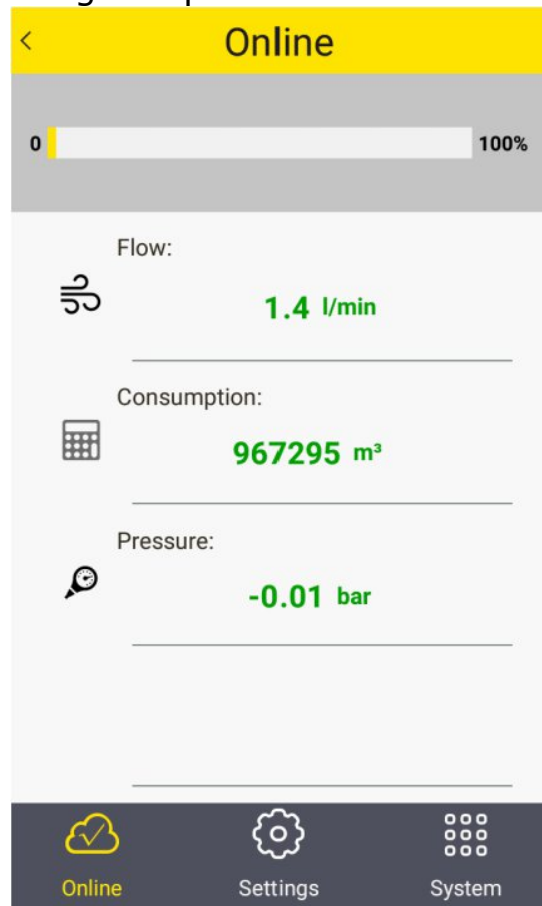 Online
0 100%
Flow:
1.4 l/min
Consumption:
967295 m³
Pressure:
-0.01 bar
Online Settings System